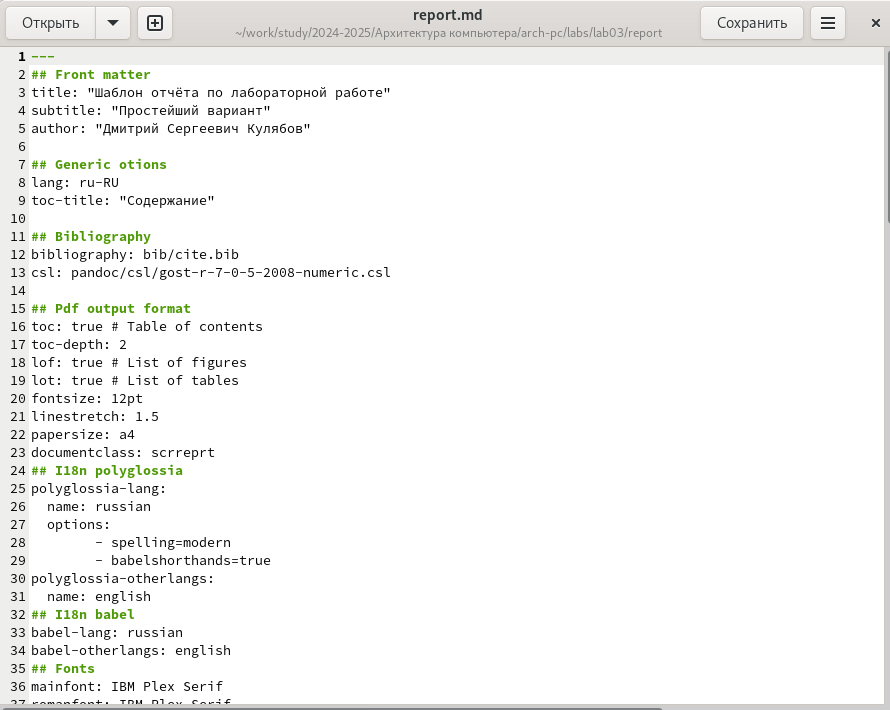 Открыть
report.md
~/work/study/2024-2025/Архитектура компьютера/arch-pc/labs/lab03/report
Сохранить
1 ---
2 ## Front matter
3 title: "Шаблон отчёта по лабораторной работе"
4 subtitle: "Простейший вариант"
5 author: "Дмитрий Сергеевич Кулябов"
6
7 ## Generic otions
8 lang: ru-RU
9 toc-title: "Содержание"
10
11 ## Bibliography
12 bibliography: bib/cite.bib
13 csl: pandoc/csl/gost-r-7-0-5-2008-numeric.csl
14
15 ## Pdf output format
16 toc: true # Table of contents
17 toc-depth: 2
18 lof: true # List of figures
19 lot: true # List of tables
20 fontsize: 12pt
21 linestretch: 1.5
22 papersize: a4
23 documentclass: scrreprt
24 ## I18n polyglossia
25 polyglossia-lang:
26   name: russian
27   options:
28         - spelling=modern
29         - babelshorthands=true
30 polyglossia-otherlangs:
31   name: english
32 ## I18n babel
33 babel-lang: russian
34 babel-otherlangs: english
35 ## Fonts
36 mainfont: IBM Plex Serif
37 romanfont: IBM Plex Serif